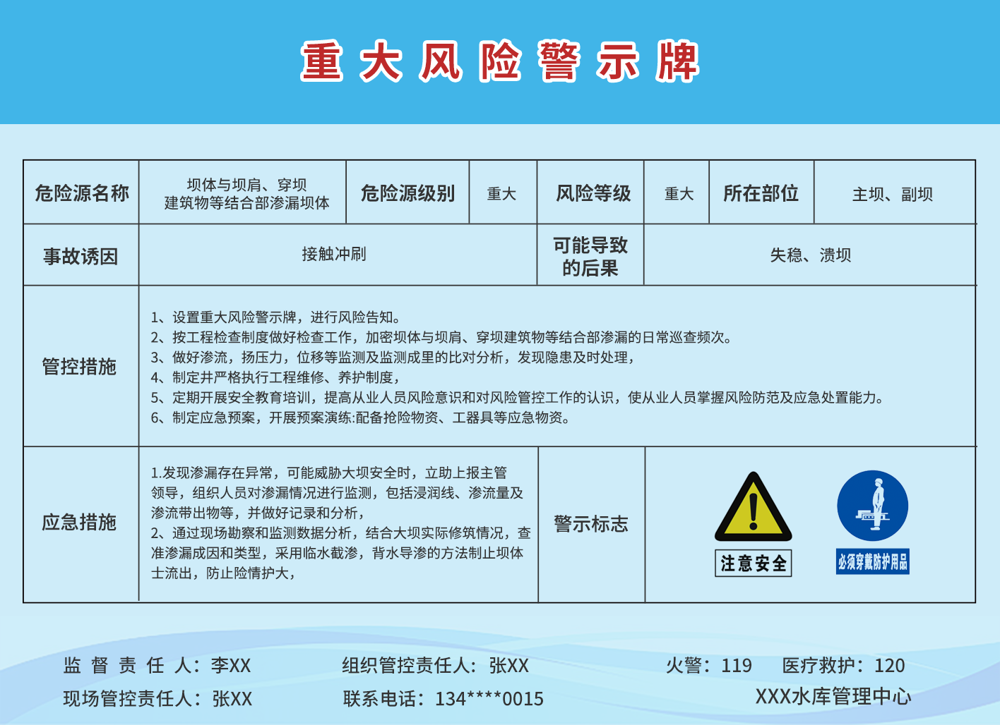 重大风险警示牌
危险源名称
坝体与坝肩、穿坝
建筑物等结合部渗漏坝体
危险源级别
重大
风险等级
重大
所在部位
主坝、副坝
事故诱因
接触冲刷
可能导致
的后果
失稳、溃坝
管控措施
1、设置重大风险警示牌，进行风险告知。
2、按工程检查制度做好检查工作，加密坝体与坝肩、穿坝建筑物等结合部渗漏的日常巡查频次。
3、做好渗流，扬压力，位移等监测及监测成里的比对分析，发现隐患及时处理，
4、制定井严格执行工程维修、养护制度，
5、定期开展安全教育培训，提高从业人员风险意识和对风险管控工作的认识，使从业人员掌握风险防范及应急处置能力。
6、制定应急预案，开展预案演练:配备抢险物资、工器具等应急物资。
应急措施
1.发现渗漏存在异常，可能威胁大坝安全时，立助上报主管
领导，组织人员对渗漏情况进行监测，包括浸润线、渗流量及
渗流带出物等，并做好记录和分析，
2、通过现场勘察和监测数据分析，结合大坝实际修筑情况，查
准渗漏成因和类型，采用临水截渗，背水导渗的方法制止坝体
士流出，防止险情护大，
警示标志
注意安全
必须穿戴防护用品
监督责任人：李XX
组织管控责任人：张XX
火警：119
医疗救护：120
现场管控责任人：张XX
联系电话：134****0015
XXX水库管理中心